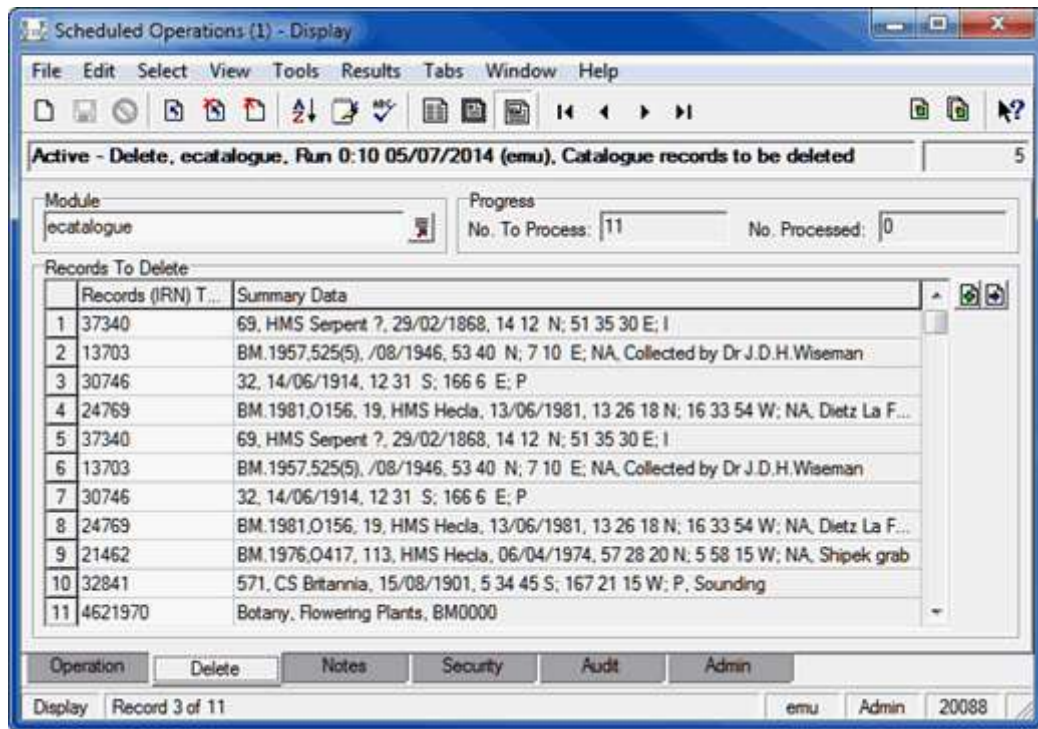 Scheduled Operations (1) - Display
File Edit Select View Tools Results Tabs Window Help
Active - Delete, ecatalogue, Run 0:10 05/07/2014 (emu), Catalogue records to be deleted 5
Module
ecatalogue
Progress
No. To Process: 11 No. Processed: 0
Records To Delete
Records (IRN) T... Summary Data
1 37340 69, HMS Serpent ?, 29/02/1868, 14 12 N; 51 35 30 E; I
2 13703 BM.1957,525(5), /08/1946, 53 40 N; 7 10 E; NA, Collected by Dr J.D.H.Wiseman
3 30746 32, 14/06/1914, 12 31 S; 166 6 E; P
4 24769 BM.1981,O156, 19, HMS Hecla, 13/06/1981, 13 26 18 N; 16 33 54 W; NA, Dietz La F...
5 37340 69, HMS Serpent ?, 29/02/1868, 14 12 N; 51 35 30 E; I
6 13703 BM.1957,525(5), /08/1946, 53 40 N; 7 10 E; NA, Collected by Dr J.D.H.Wiseman
7 30746 32, 14/06/1914, 12 31 S; 166 6 E; P
8 24769 BM.1981,O156, 19, HMS Hecla, 13/06/1981, 13 26 18 N; 16 33 54 W; NA, Dietz La F...
9 21462 BM.1976,O417, 113, HMS Hecla, 06/04/1974, 57 28 20 N; 5 58 15 W; NA, Shipek grab
10 32841 571, CS Britannia, 15/08/1901, 5 34 45 S; 167 21 15 W; P, Sounding
11 4621970 Botany, Flowering Plants, BM0000
Operation Delete Notes Security Audit Admin
Display Record 3 of 11 emu Admin 20088